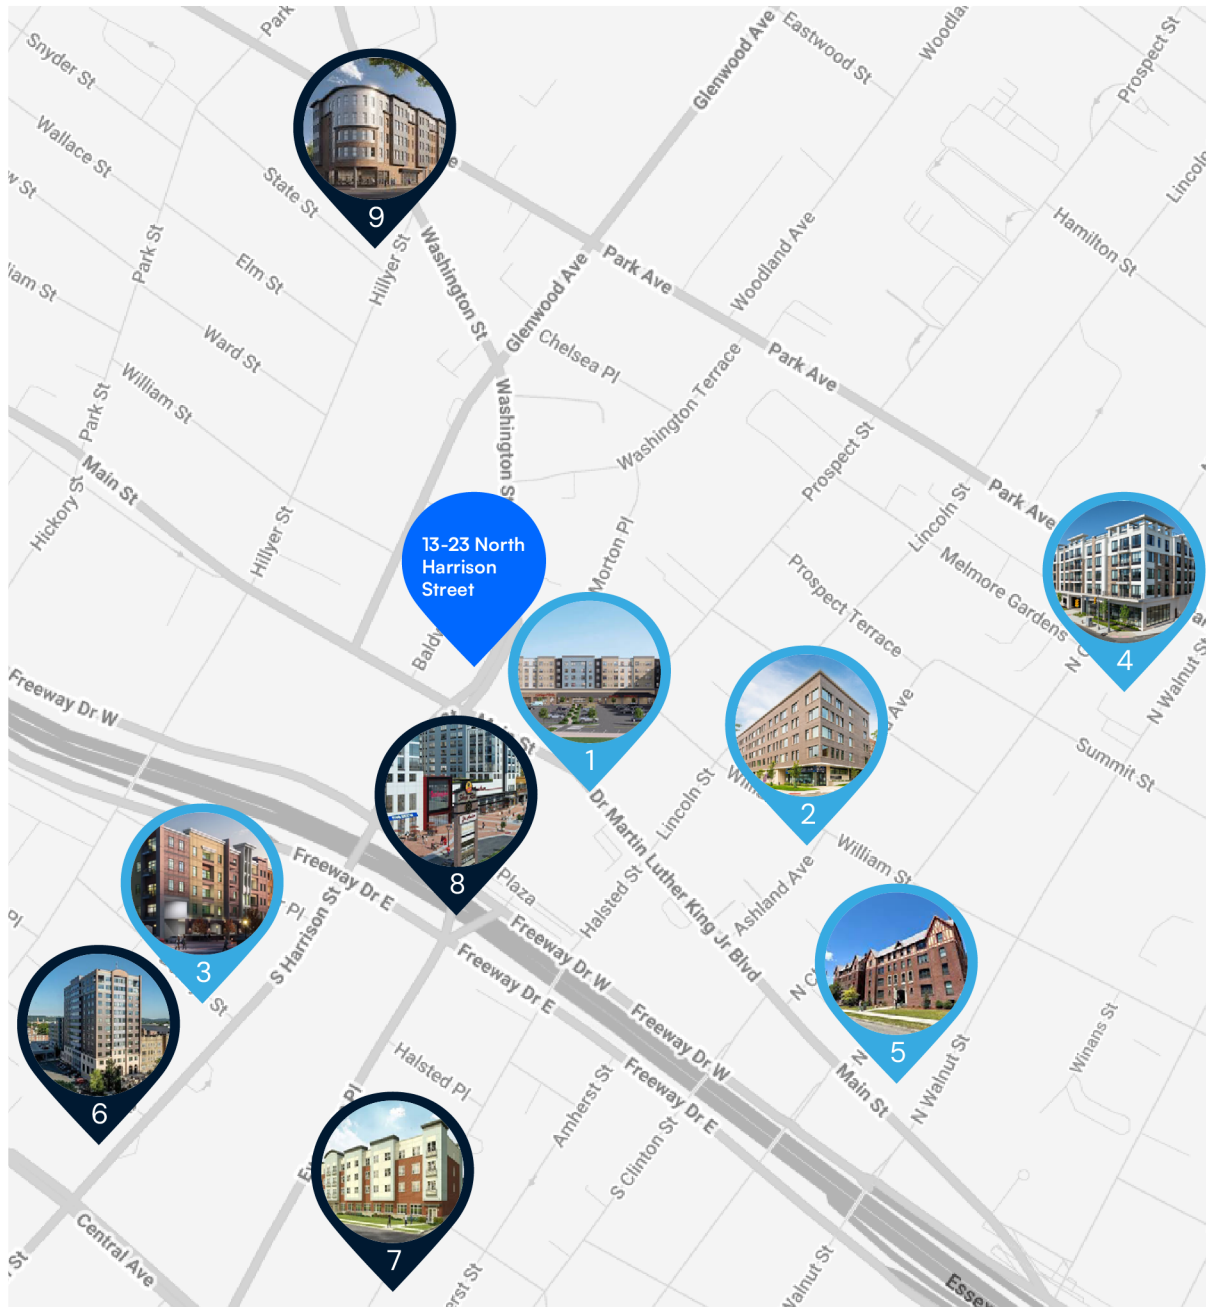 Park
Snyder St
Eastwood St
Glenwood Ave
Prospect St
Wallace St
State St
9
Washington St
Hillyer St
Park St
Elm St
Glenwood Ave
Park Ave
Woodland Ave
Hamilton St
Ward St
Chelsea Pl
Park Ave
William St
Park St
Washington St
Washington Terrace
Main St
Prospect St
Lincoln St
Park Ave
Hickory St
Hillyer St
13-23 North
Harrison
Street
Morton Pl
Prospect Terrace
Melmore Gardens
4
N Walnut St
Freeway Dr W
1
Lincoln St
2
Summit St
Dr Martin Luther King Jr Blvd
William St
Freeway Dr E
8
Plaza
Halsted St
Ashland Ave
S Harrison St
3
Freeway Dr W
Freeway Dr E
5
Freeway Dr W
Freeway Dr E
Main St
N Walnut St
Winans St
6
Halsted Pl
Amherst St
S Clinton St
Pl
7
Central Ave
St
Walnut St
Essex